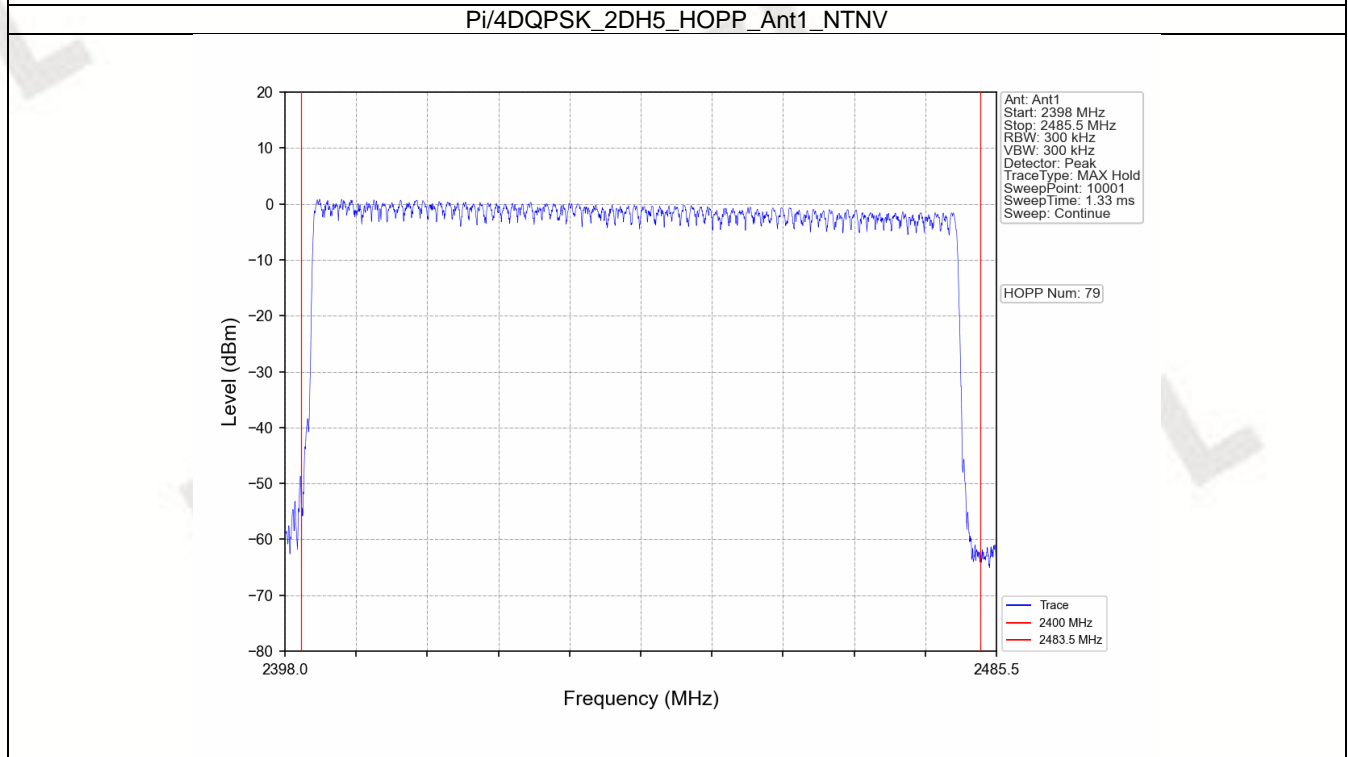 Pi/4DQPSK_2DH5_HOPP_Ant1_NTNV
20
10
0
−10
−20
−30
−40
−50
−60
−70
−80
Level (dBm)
2398.0
2485.5
Frequency (MHz)
Ant: Ant1
Start: 2398 MHz
Stop: 2485.5 MHz
RBW: 300 kHz
VBW: 300 kHz
Detector: Peak
TraceType: MAX Hold
SweepPoint: 10001
SweepTime: 1.33 ms
Sweep: Continue
HOPP Num: 79
Trace
2400 MHz
2483.5 MHz